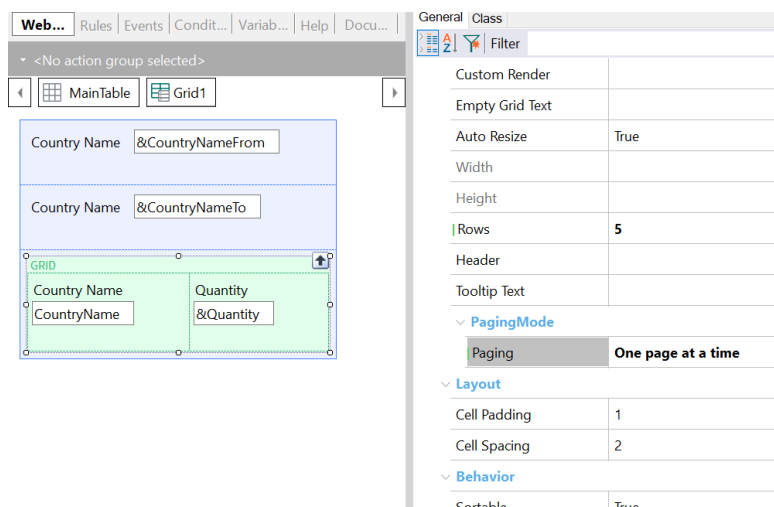 Web... Rules Events Condit... Variab... Help Docu...
<No action group selected>
MainTable Grid1
Country Name &CountryNameFrom
Country Name &CountryNameTo
GRID
Country Name Quantity
CountryName &Quantity
General Class
Filter
Custom Render
Empty Grid Text
Auto Resize True
Width
Height
Rows 5
Header
Tooltip Text
PagingMode
Paging One page at a time
Layout
Cell Padding 1
Cell Spacing 2
Behavior
Sortable True